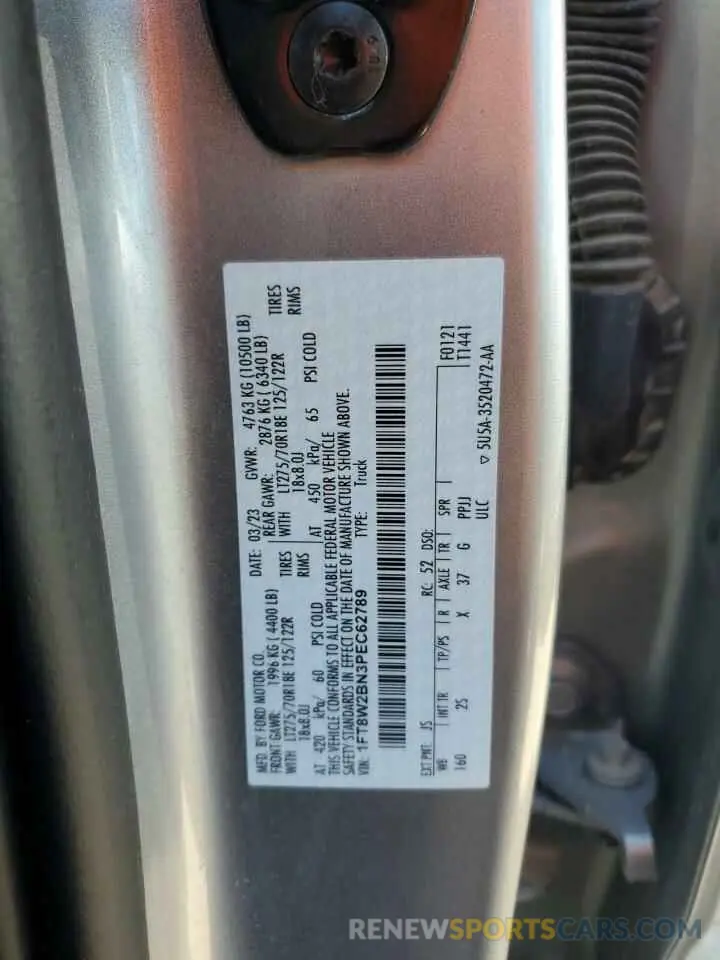 10.9
MFD. BY FORD MOTOR CO.
DATE: 03/23 GVWR: 4763 KG (10500 LB)
FRONT GAWR: 1996 KG ( 4400 LB) REAR GAWR: 2876 KG ( 6340 LB)
WITH LT275/70R18E 125/122R TIRES WITH LT275/70R18E 125/122R TIRES
18x8.0J RIMS 18x8.0J RIMS
AT 420 kPa/ 60 PSI COLD AT 450 kPa/ 65 PSI COLD
THIS VEHICLE CONFORMS TO ALL APPLICABLE FEDERAL MOTOR VEHICLE
SAFETY STANDARDS IN EFFECT ON THE DATE OF MANUFACTURE SHOWN ABOVE.
VIN: 1FT8W2BN3PEC62789 TYPE: Truck
EXT PNT: JS RC: 52 DSO: F0121
WB INT TR TP/PS R AXLE TR SPR T1441
160 2S X 37 G PPJJ
ULC ▽ 5U5A-3520472-AA
RENEWSPORTSCARS.COM